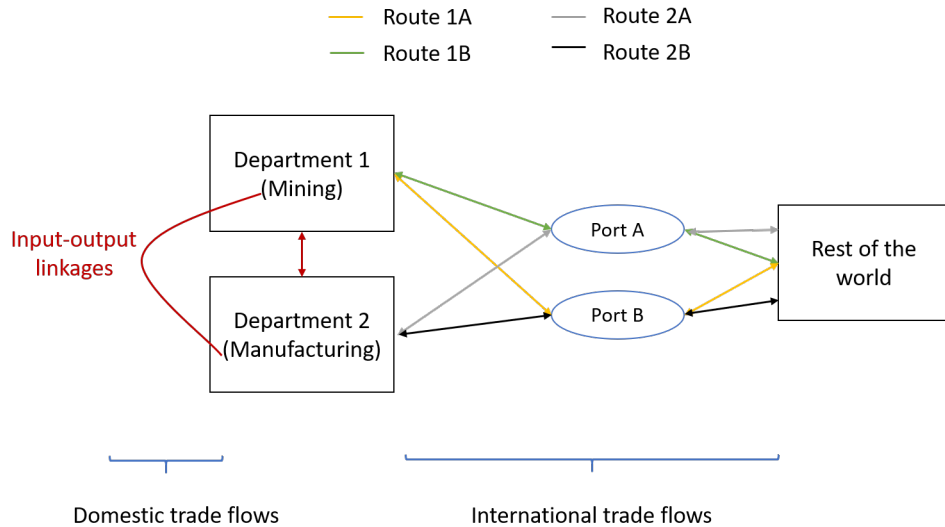 Route 1A
Route 2A
Route 1B
Route 2B
Department 1
(Mining)
Input-output
linkages
Port A
Rest of the
world
Department 2
(Manufacturing)
Port B
Domestic trade flows
International trade flows